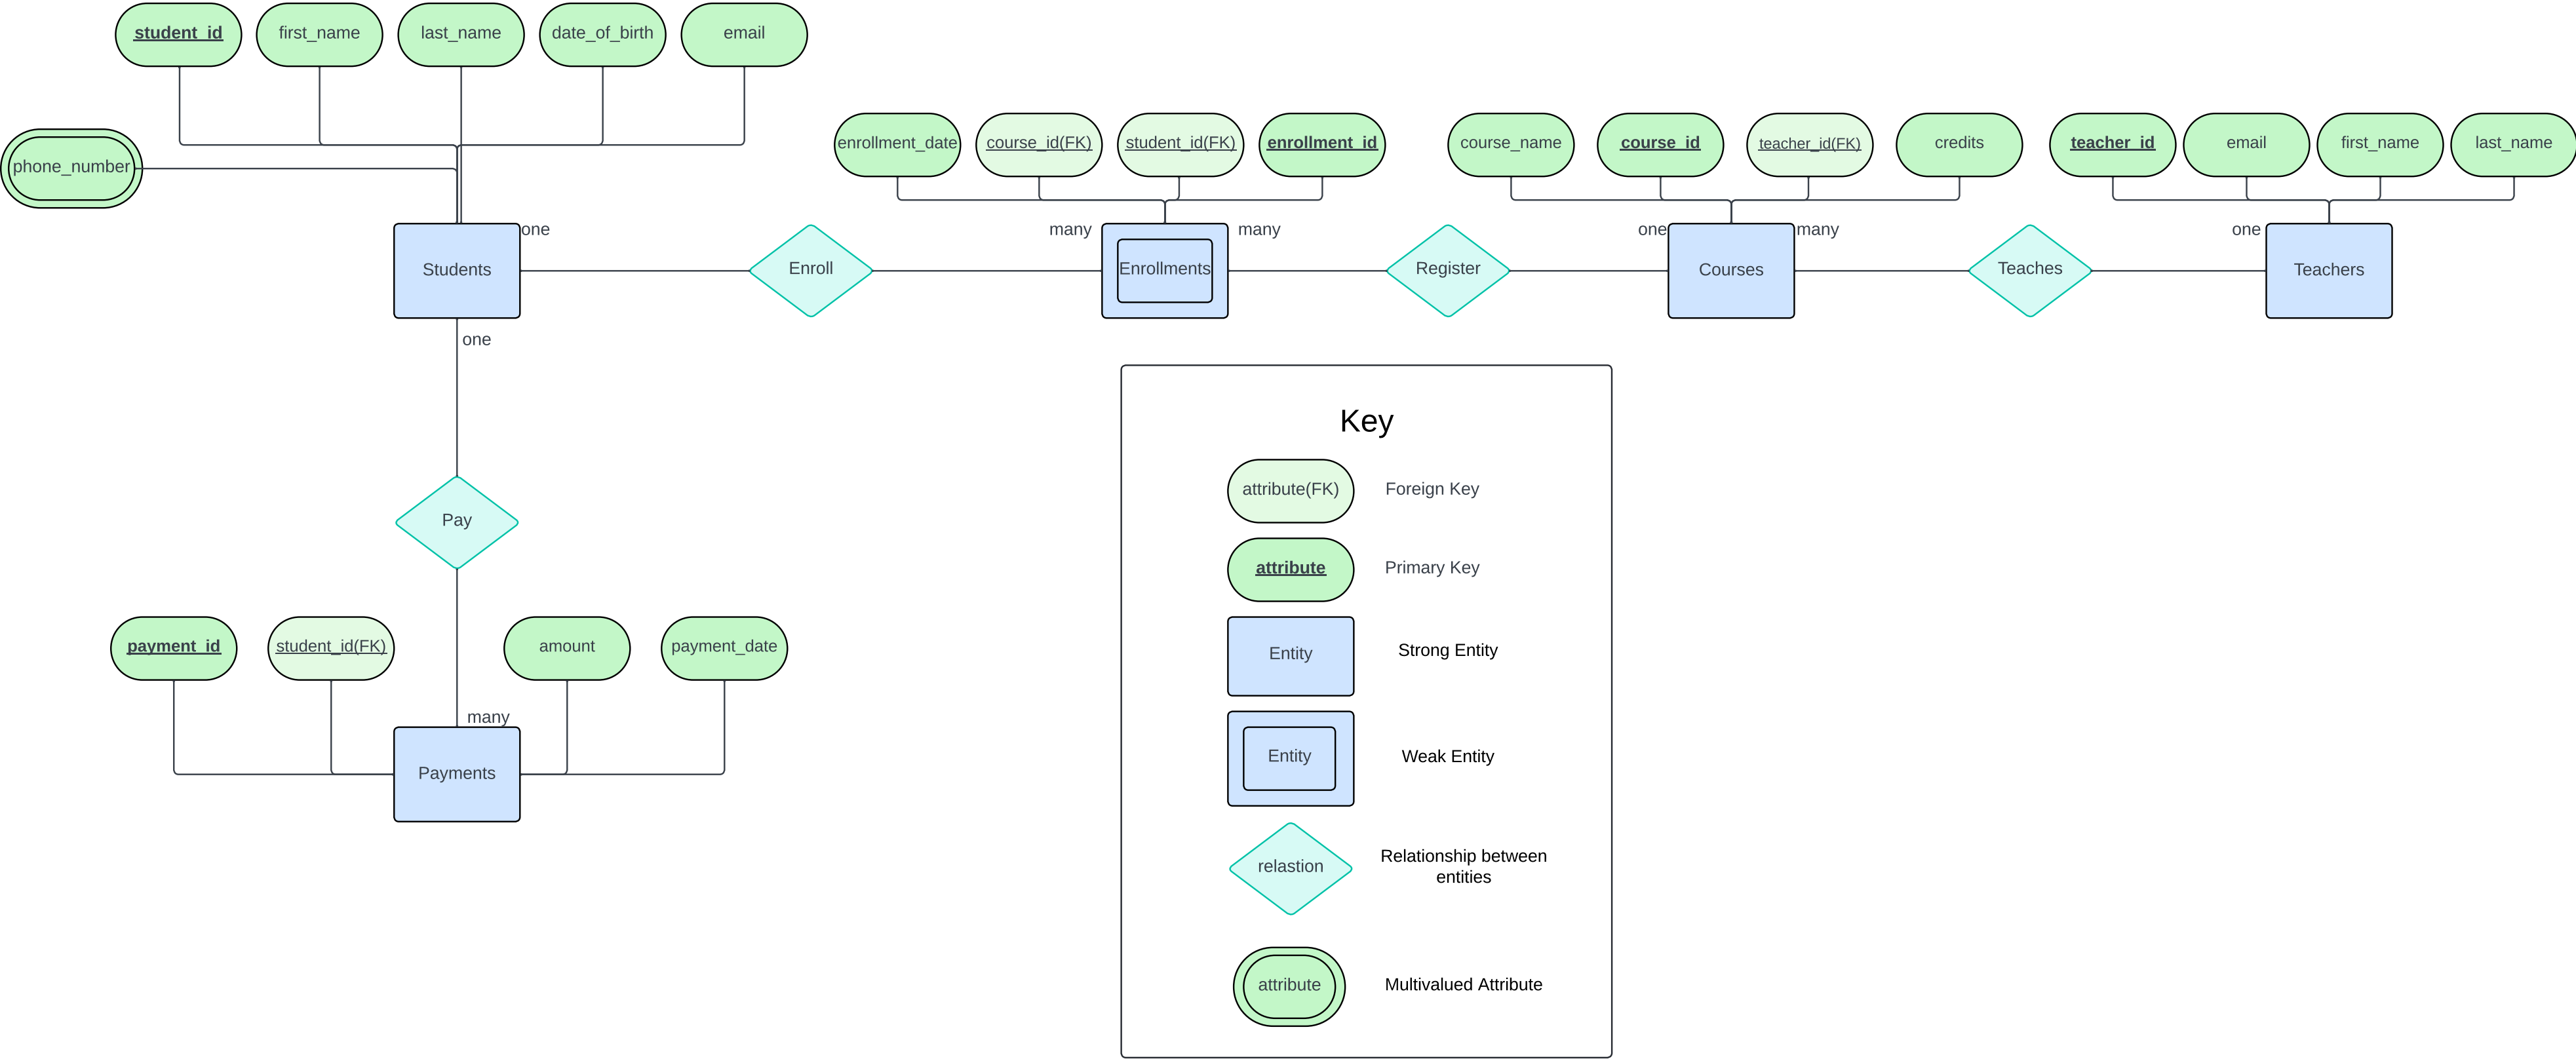 student_id
first_name
last_name
date_of_birth
email
phone_number
enrollment_date
course_id(FK)
student_id(FK)
enrollment_id
course_name
course_id
teacher_id(FK)
credits
teacher_id
email
first_name
last_name
one
many
many
one
many
one
Students
Enroll
Enrollments
Register
Courses
Teaches
Teachers
one
Pay
payment_id
student_id(FK)
amount
payment_date
many
Payments
Key
attribute(FK)
Foreign Key
attribute
Primary Key
Entity
Strong Entity
Entity
Weak Entity
relastion
Relationship between
entities
attribute
Multivalued Attribute